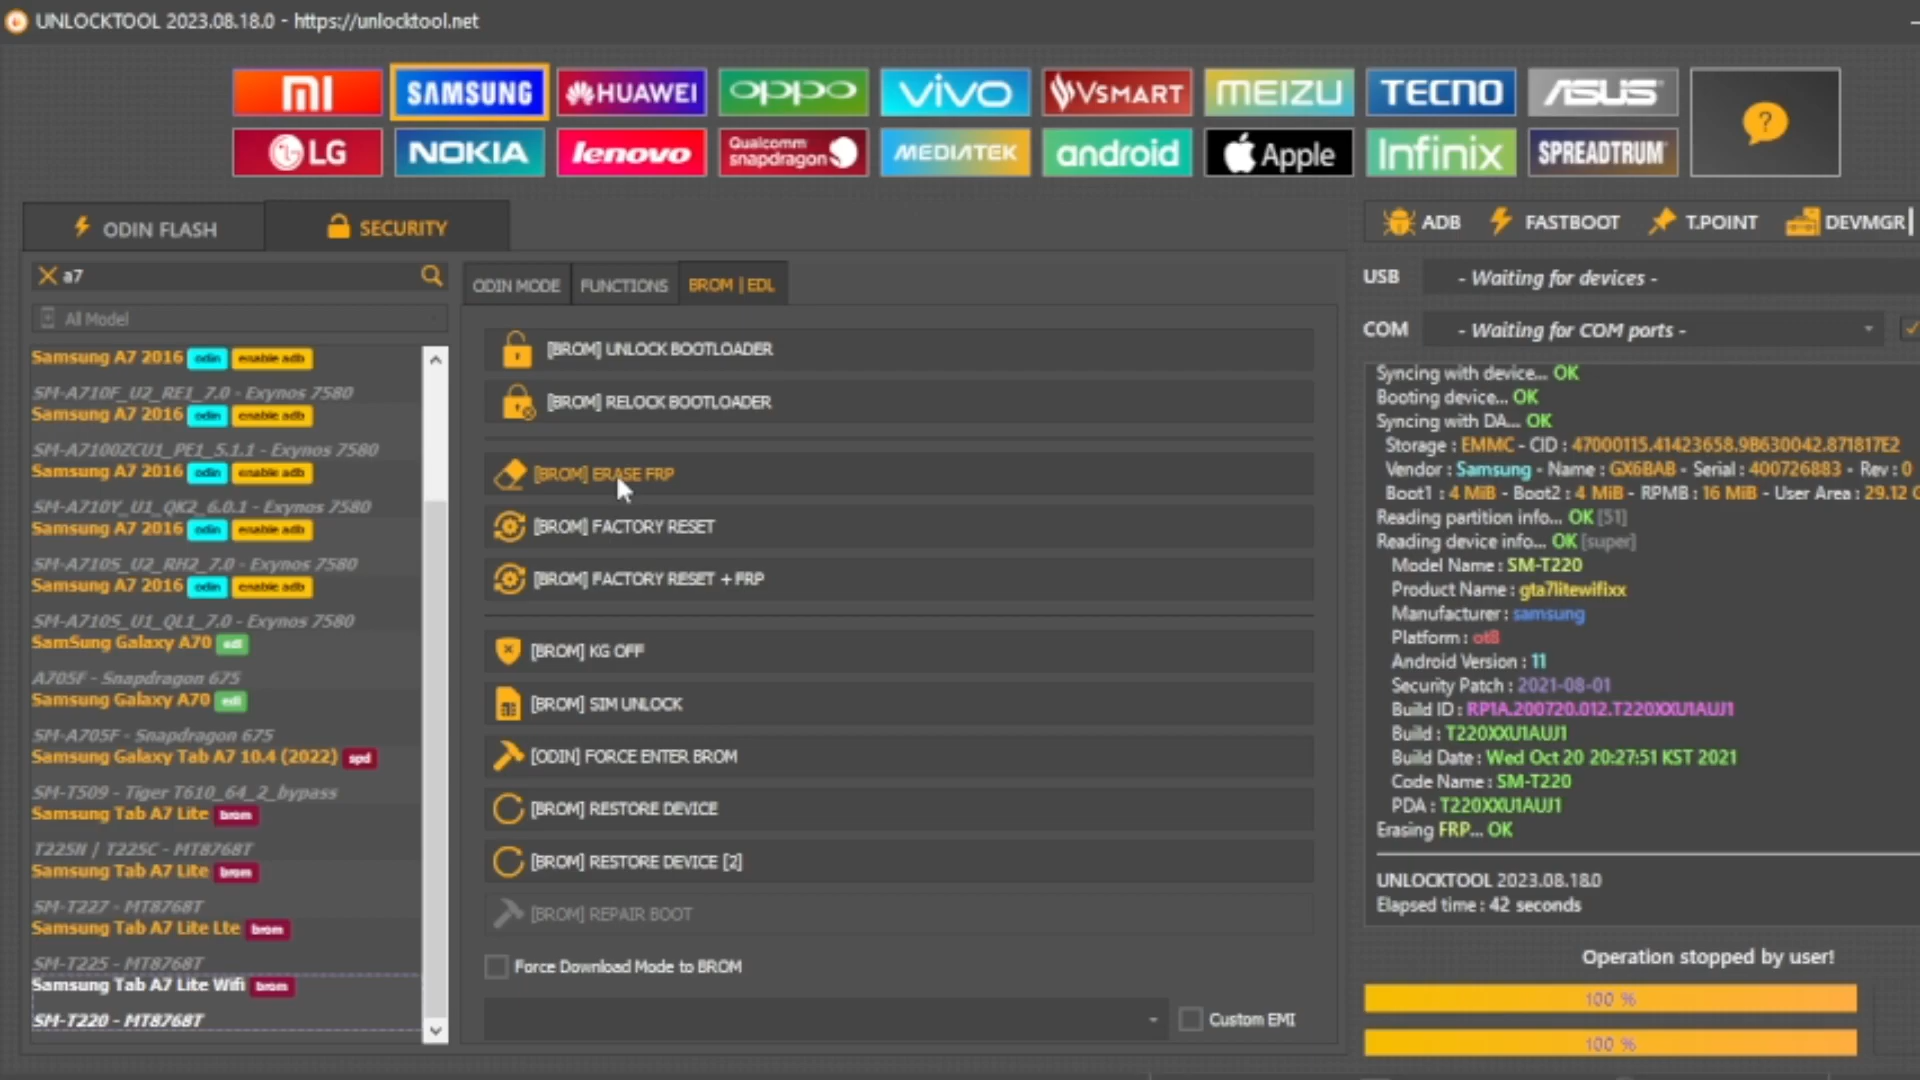 UNLOCKTOOL 2023.08.18.0 - https://unlocktool.net
MI
SAMSUNG
HUAWEI
oppo
vivo
VSMART
MEIZU
TECNO
ASUS
?
LG
NOKIA
lenovo
Qualcomm
snapdragon
MEDIATEK
android
Apple
Infinix
SPREADTRUM
ODIN FLASH
SECURITY
a7
All Model
Samsung A7 2016 odin enable adb
SM-A710F_U2_RE1_7.0 - Exynos 7580
Samsung A7 2016 odin enable adb
SM-A7100ZCU1_PE1_5.1.1 - Exynos 7580
Samsung A7 2016 odin enable adb
SM-A710Y_U1_QK2_6.0.1 - Exynos 7580
Samsung A7 2016 odin enable adb
SM-A710S_U2_RH2_7.0 - Exynos 7580
Samsung A7 2016 odin enable adb
SM-A710S_U1_QL1_7.0 - Exynos 7580
SamSung Galaxy A70 edl
A705F - Snapdragon 675
Samsung Galaxy A70 edl
SM-A705F - Snapdragon 675
Samsung Galaxy Tab A7 10.4 (2022) spd
SM-T509 - Tiger T610_64_2_bypass
Samsung Tab A7 Lite brom
T225N | T225C - MT8768T
Samsung Tab A7 Lite brom
SM-T227 - MT8768T
Samsung Tab A7 Lite Lte brom
SM-T225 - MT8768T
Samsung Tab A7 Lite Wifi brom
SM-T220 - MT8768T
ODIN MODE
FUNCTIONS
BROM | EDL
[BROM] UNLOCK BOOTLOADER
[BROM] RELOCK BOOTLOADER
[BROM] ERASE FRP
[BROM] FACTORY RESET
[BROM] FACTORY RESET + FRP
[BROM] KG OFF
[BROM] SIM UNLOCK
[ODIN] FORCE ENTER BROM
[BROM] RESTORE DEVICE
[BROM] RESTORE DEVICE [2]
[BROM] REPAIR BOOT
Force Download Mode to BROM
Custom EMI
ADB
FASTBOOT
T.POINT
DEVMGR
USB - Waiting for devices -
COM - Waiting for COM ports -
Syncing with device... OK
Booting device... OK
Syncing with DA... OK
Storage : EMMC - CID : 47000115.41423658.9B630042.871817E2
Vendor : Samsung - Name : GX6BAB - Serial : 400726883 - Rev : 0
Boot1 : 4 MiB - Boot2 : 4 MiB - RPMB : 16 MiB - User Area : 29.12 G
Reading partition info... OK [51]
Reading device info... OK [super]
Model Name : SM-T220
Product Name : gta7litewifixx
Manufacturer : samsung
Platform : ot8
Android Version : 11
Security Patch : 2021-08-01
Build ID : RP1A.200720.012.T220XXU1AUJ1
Build : T220XXU1AUJ1
Build Date : Wed Oct 20 20:27:51 KST 2021
Code Name : SM-T220
PDA : T220XXU1AUJ1
Erasing FRP... OK
UNLOCKTOOL 2023.08.18.0
Elapsed time : 42 seconds
Operation stopped by user!
100 %
100 %